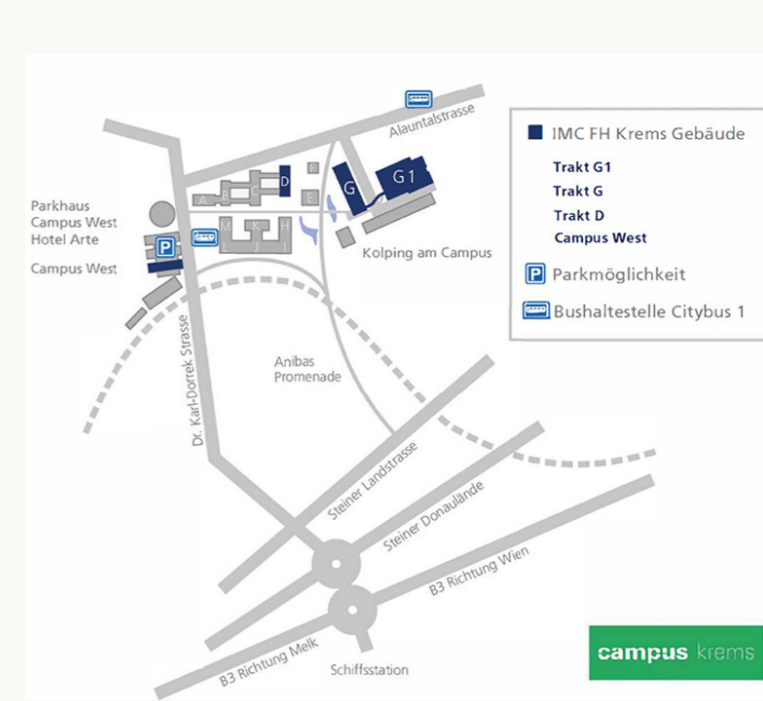 Alauntalstrasse
IMC FH Krems Gebäude
Trakt G1
Trakt G
Trakt D
Campus West
P Parkmöglichkeit
Bushaltestelle Citybus 1
A B C D F E
G G1
M K H
L J I
Parkhaus
Campus West
Hotel Arte
P
Campus West
Kolping am Campus
Dr. Karl-Dorrek Strasse
Anibas
Promenade
Steiner Landstrasse
Steiner Donaulände
B3 Richtung Wien
B3 Richtung Melk
Schiffsstation
campus krems